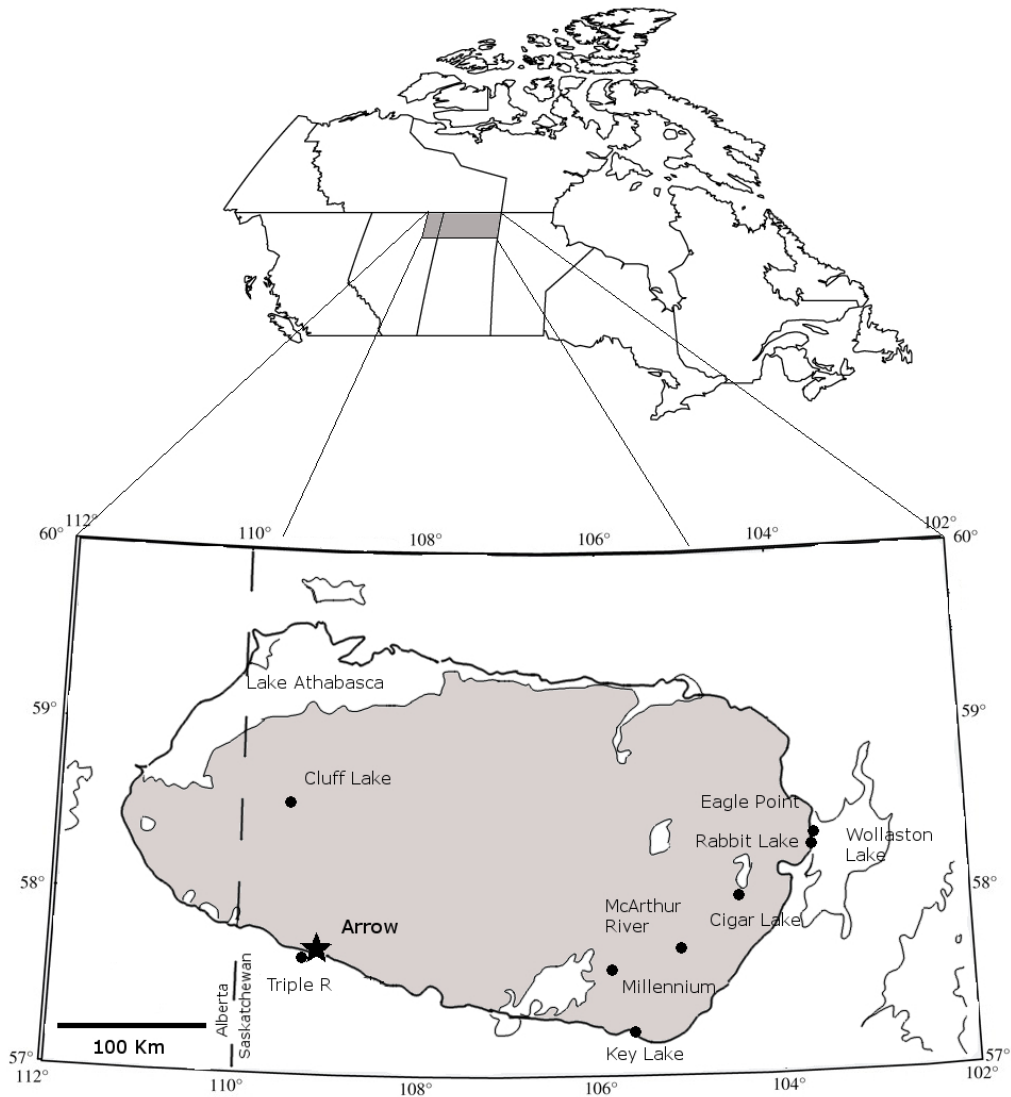 112°
60°
110°
108°
106°
104°
102°
60°
Lake Athabasca
59°
59°
Cluff Lake
Eagle Point
Rabbit Lake
Wollaston
Lake
58°
58°
McArthur
River
Cigar Lake
Arrow
Triple R
Millennium
Alberta
Saskatchewan
100 Km
Key Lake
57°
57°
112°
110°
108°
106°
104°
102°